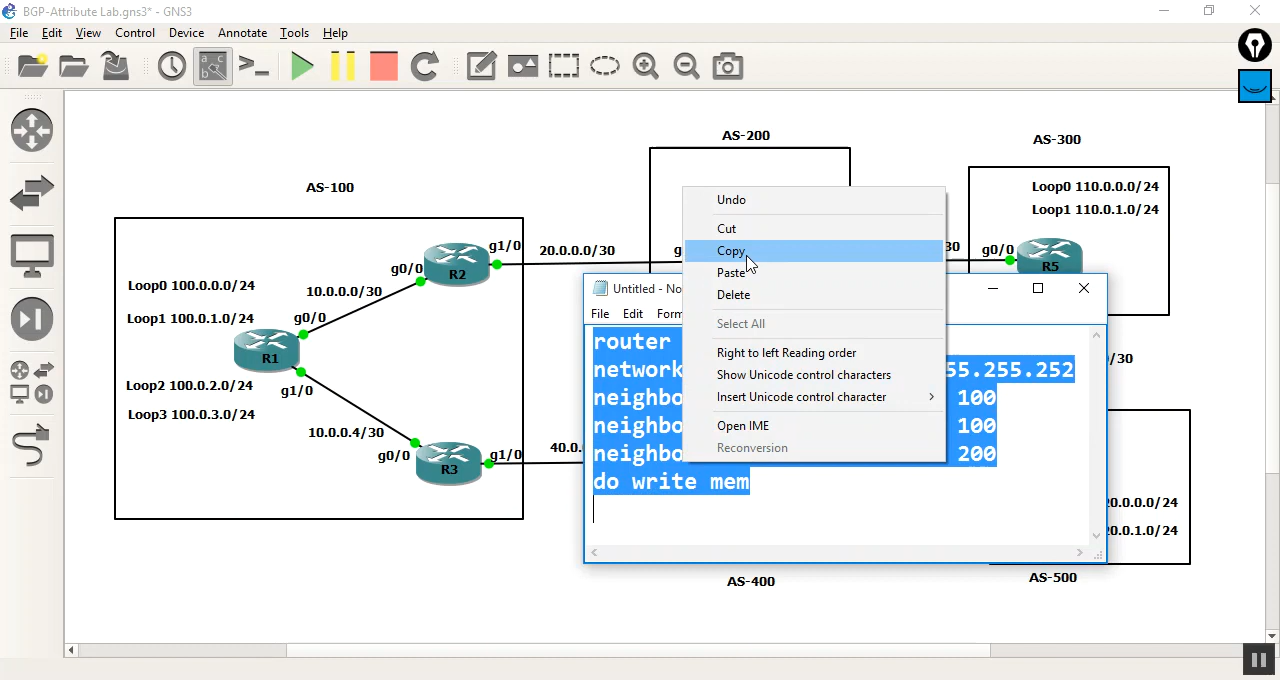 BGP-Attribute Lab.gns3* - GNS3
File Edit View Control Device Annotate Tools Help
AS-200
AS-300
AS-100
Loop0 110.0.0.0/24
Loop1 110.0.1.0/24
g1/0
20.0.0.0/30
g
30
g0/0
R5
g0/0
R2
Loop0 100.0.0.0/24
10.0.0.0/30
Loop1 100.0.1.0/24
g0/0
R1
Loop2 100.0.2.0/24
g1/0
Loop3 100.0.3.0/24
10.0.0.4/30
g0/0
R3
g1/0
40.0.
/30
20.0.0.0/24
20.0.1.0/24
AS-400
AS-500
Undo
Cut
Copy
Paste
Delete
Select All
Right to left Reading order
Show Unicode control characters
Insert Unicode control character
Open IME
Reconversion
Untitled - No
File Edit Form
router
network 55.255.252
neighbo 100
neighbo 100
neighbo 200
do write mem